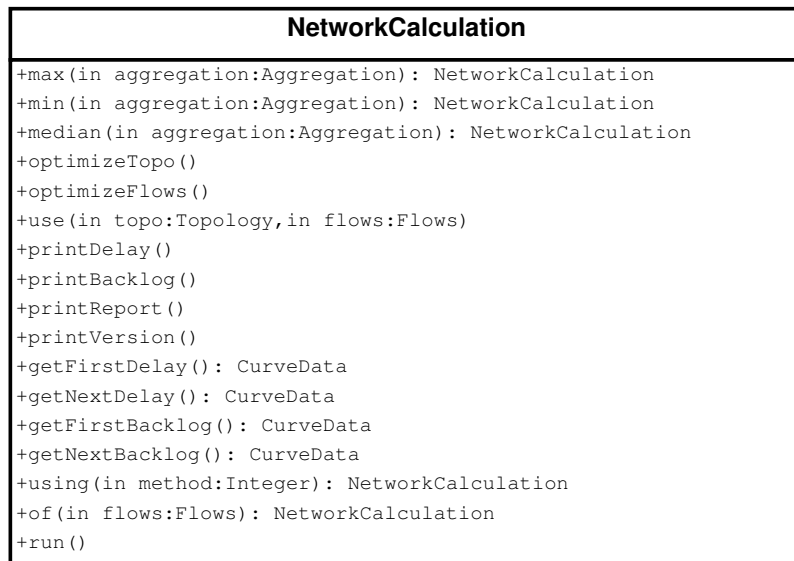 NetworkCalculation
+max(in aggregation:Aggregation): NetworkCalculation
+min(in aggregation:Aggregation): NetworkCalculation
+median(in aggregation:Aggregation): NetworkCalculation
+optimizeTopo()
+optimizeFlows()
+use(in topo:Topology,in flows:Flows)
+printDelay()
+printBacklog()
+printReport()
+printVersion()
+getFirstDelay(): CurveData
+getNextDelay(): CurveData
+getFirstBacklog(): CurveData
+getNextBacklog(): CurveData
+using(in method:Integer): NetworkCalculation
+of(in flows:Flows): NetworkCalculation
+run()